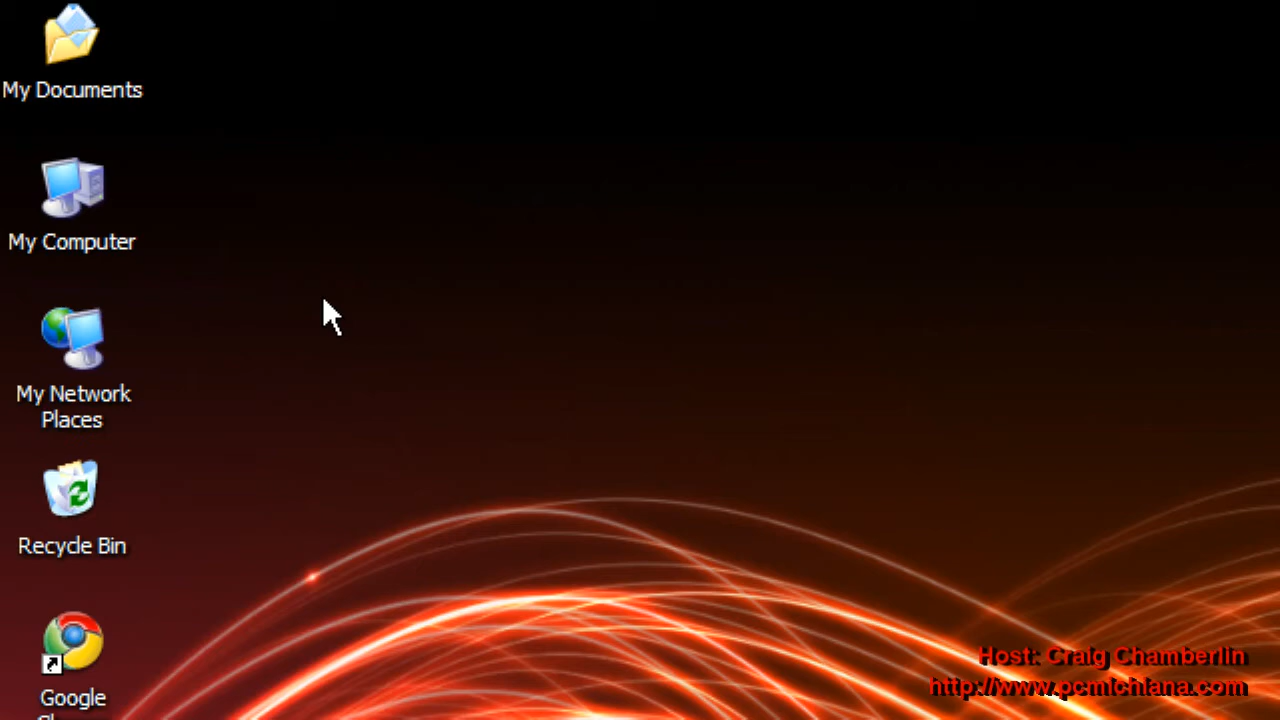 My Documents
My Computer
My Network
Places
Recycle Bin
Google
Host: Craig Chamberlin
http://www.pcmichiana.com